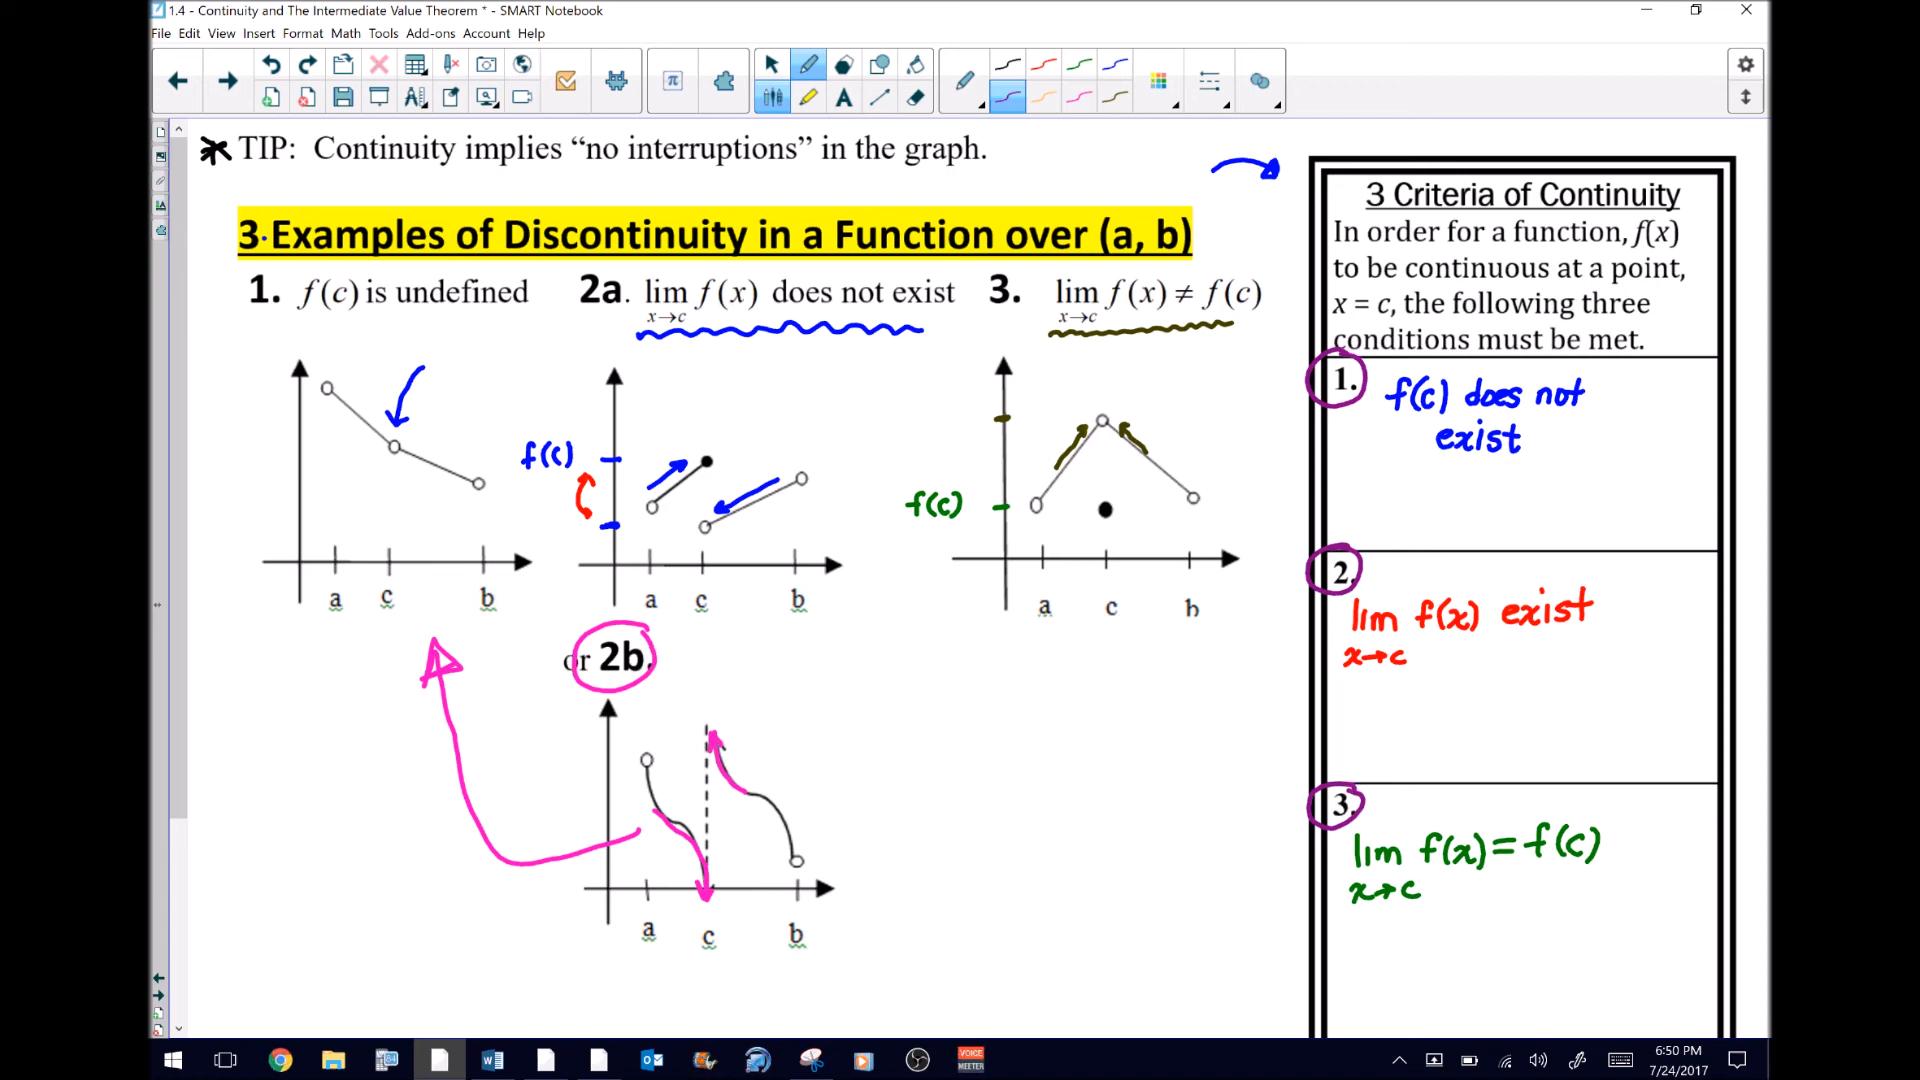 1.4 - Continuity and The Intermediate Value Theorem * - SMART Notebook
File Edit View Insert Format Math Tools Add-ons Account Help
TIP: Continuity implies “no interruptions” in the graph.
3 Examples of Discontinuity in a Function over (a, b)
1. f(c) is undefined
2a. lim f(x) does not exist
x→c
3. lim f(x) ≠ f(c)
x→c
a c b
f(c)
a c b
f(c)
a c b
or 2b.
a c b
3 Criteria of Continuity
In order for a function, f(x)
to be continuous at a point,
x = c, the following three
conditions must be met.
1. f(c) does not
exist
2.
lim f(x) exist
x→c
3.
lim f(x) = f(c)
x→c
VOICE
MEETER
6:50 PM
7/24/2017